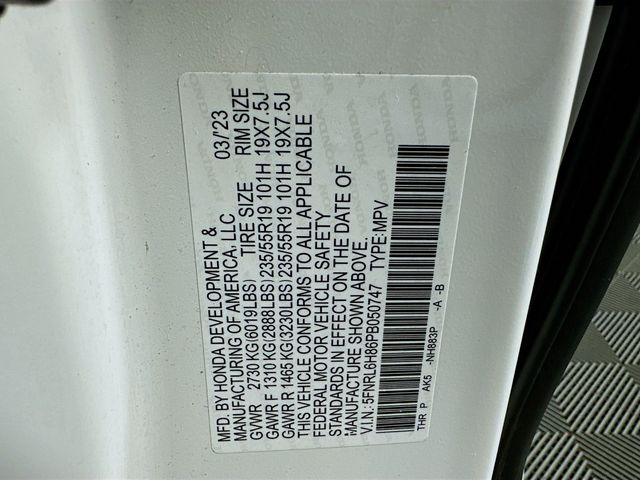 MFD. BY HONDA DEVELOPMENT & 03/'23
MANUFACTURING OF AMERICA, LLC
GVWR 2730 KG(6019LBS) TIRE SIZE RIM SIZE
GAWR F 1310 KG(2888LBS)235/55R19 101H 19X7.5J
GAWR R 1465 KG(3230LBS)235/55R19 101H 19X7.5J
THIS VEHICLE CONFORMS TO ALL APPLICABLE
FEDERAL MOTOR VEHICLE SAFETY
STANDARDS IN EFFECT ON THE DATE OF
MANUFACTURE SHOWN ABOVE.
V.I.N.: 5FNRL6H86PB050747 TYPE:MPV
THR P AK5 -NH883P -A -B